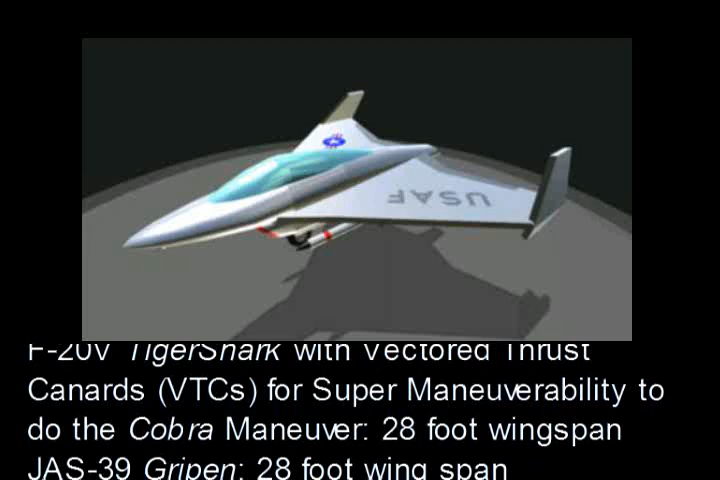 USAF
F-20V TigerShark with Vectored Thrust
Canards (VTCs) for Super Maneuverability to
do the Cobra Maneuver: 28 foot wingspan
JAS-39 Gripen: 28 foot wing span